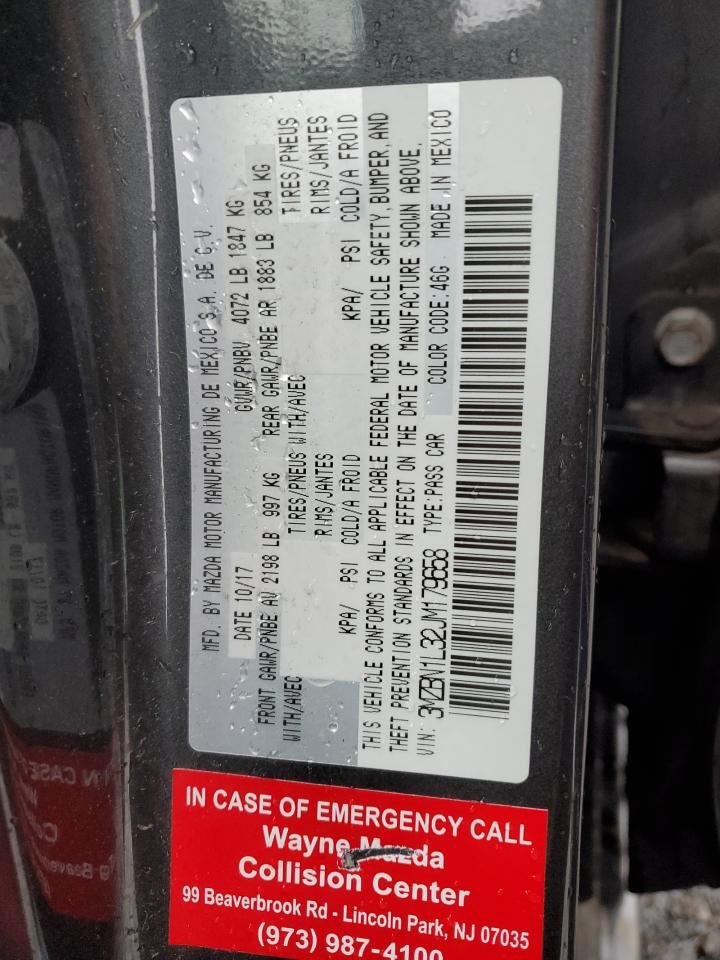 MFD. BY MAZDA MOTOR MANUFACTURING DE MEXICO S.A. DE C.V.
DATE 10/17 GVWR/PNBV 4072 LB 1847 KG
FRONT GAWR/PNBE AV 2198 LB 997 KG REAR GAWR/PNBE AR 1883 LB 854 KG
WITH/AVEC TIRES/PNEUS WITH/AVEC TIRES/PNEUS
RIMS/JANTES RIMS/JANTES
KPA/ PSI COLD/A FROID KPA/ PSI COLD/A FROID
THIS VEHICLE CONFORMS TO ALL APPLICABLE FEDERAL MOTOR VEHICLE SAFETY, BUMPER, AND
THEFT PREVENTION STANDARDS IN EFFECT ON THE DATE OF MANUFACTURE SHOWN ABOVE.
VIN: 3MZBN1L32JM179658 TYPE:PASS CAR COLOR CODE:46G MADE IN MEXICO
IN CASE OF EMERGENCY CALL
Wayne Mazda
Collision Center
99 Beaverbrook Rd - Lincoln Park, NJ 07035
(973) 987-4100